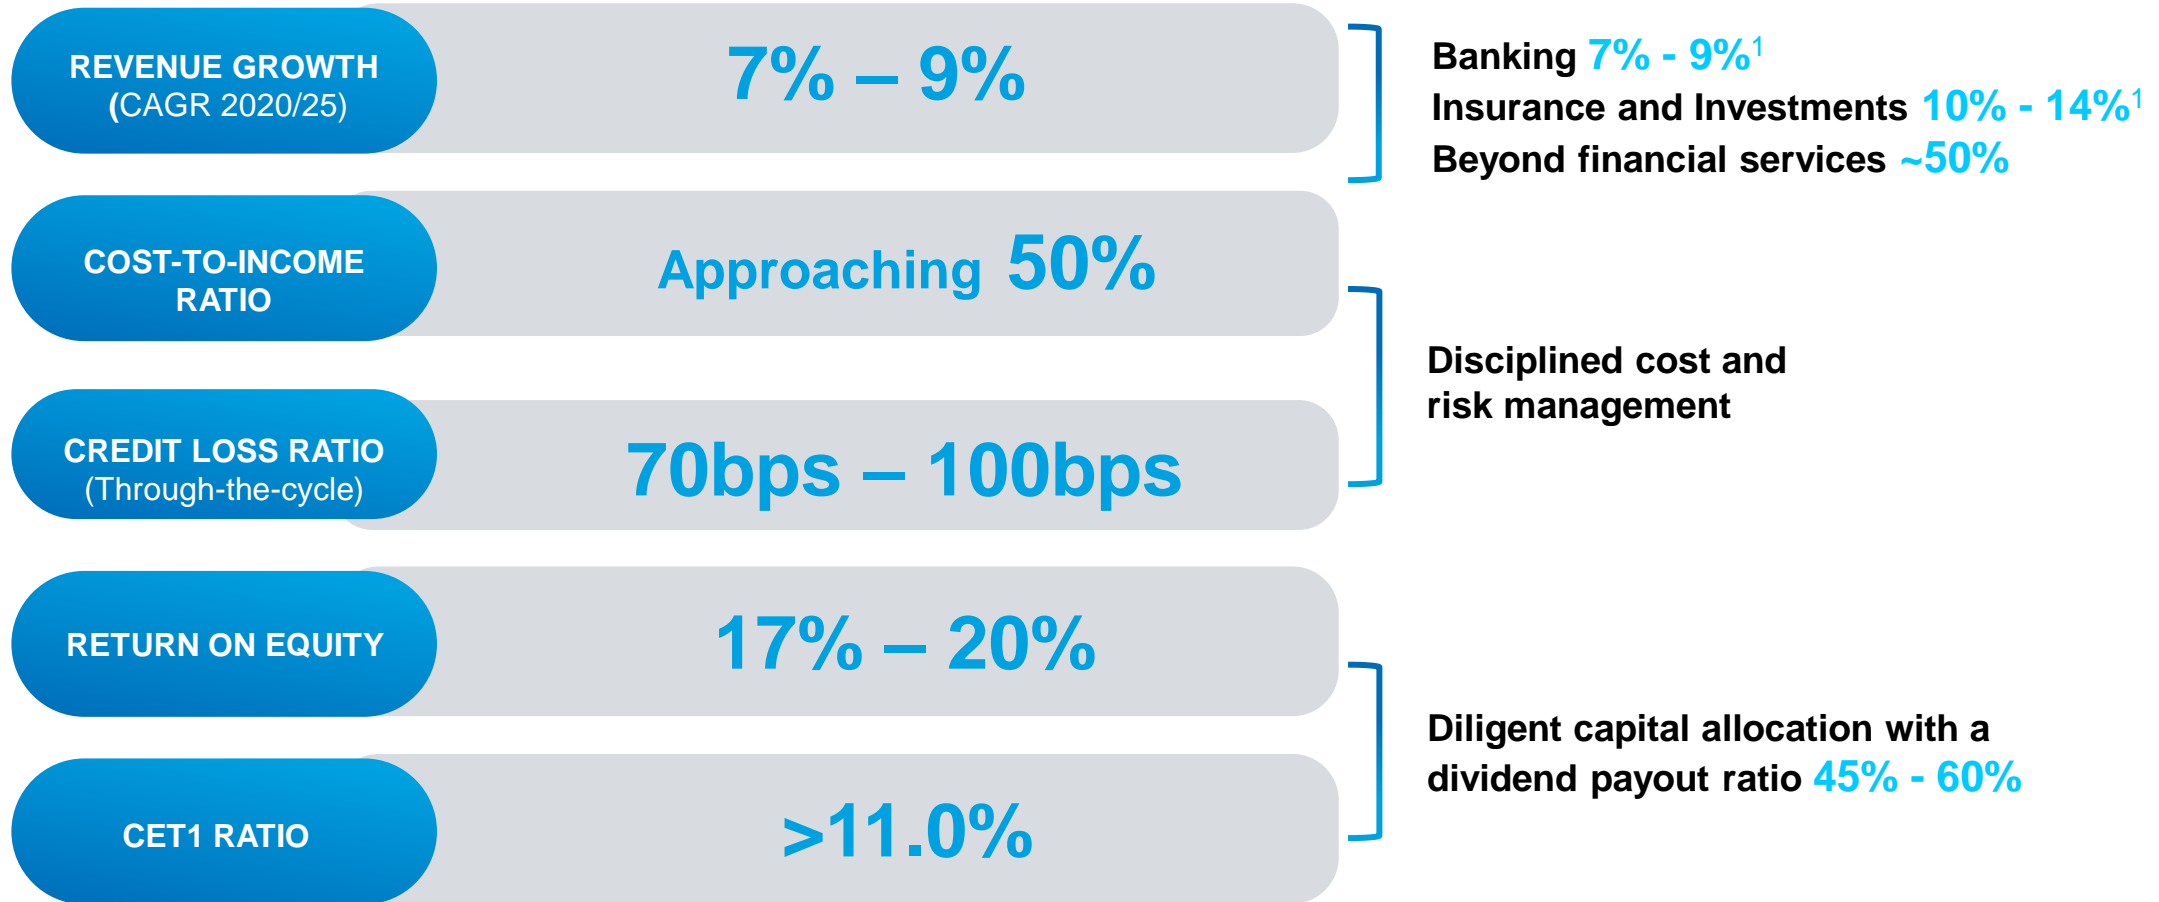 REVENUE GROWTH
(CAGR 2020/25)
7% – 9%
Banking 7% - 9%¹
Insurance and Investments 10% - 14%¹
Beyond financial services ~50%
COST-TO-INCOME
RATIO
Approaching 50%
CREDIT LOSS RATIO
(Through-the-cycle)
70bps – 100bps
Disciplined cost and
risk management
RETURN ON EQUITY
17% – 20%
CET1 RATIO
>11.0%
Diligent capital allocation with a
dividend payout ratio 45% - 60%